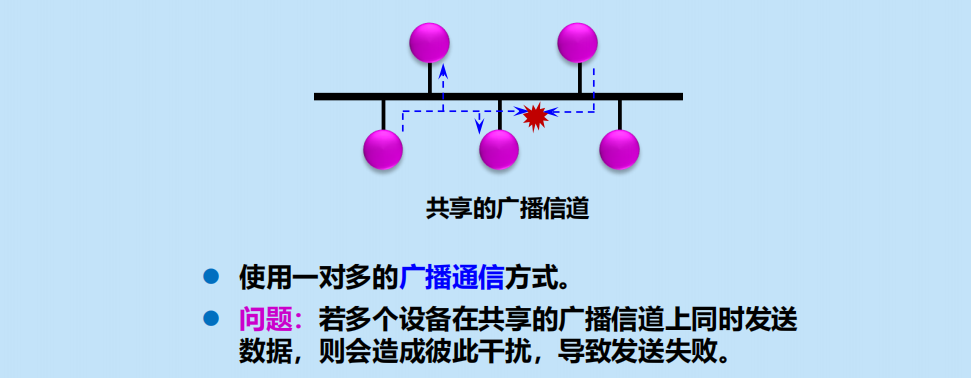 共享的广播信道
使用一对多的广播通信方式。
问题：若多个设备在共享的广播信道上同时发送
数据，则会造成彼此干扰，导致发送失败。